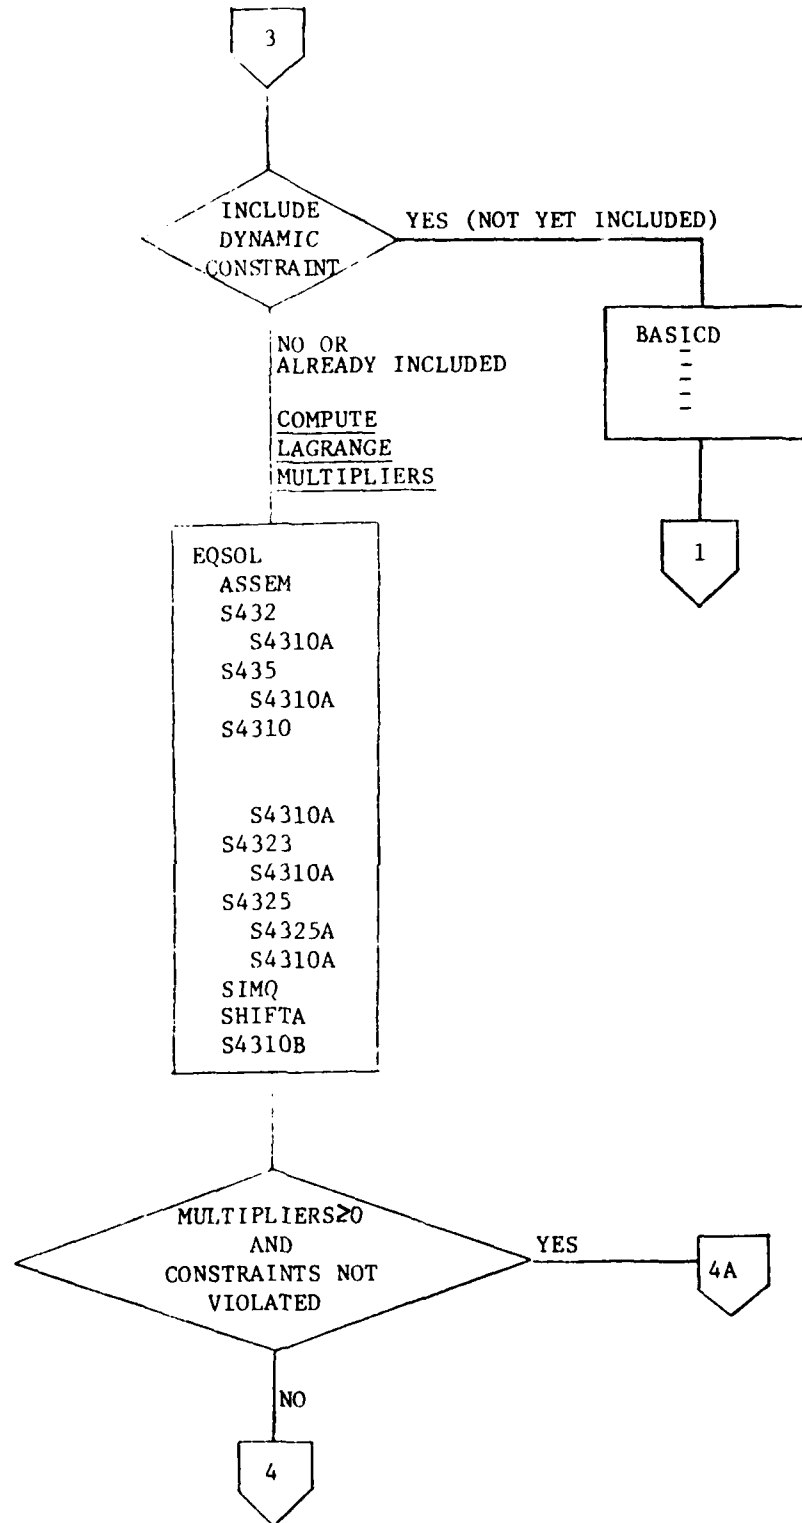 3
INCLUDE
DYNAMIC
CONSTRAINT
YES (NOT YET INCLUDED)
BASICD
-
-
-
-
1
NO OR
ALREADY INCLUDED
COMPUTE
LAGRANGE
MULTIPLIERS
EQSOL
ASSEM
S432
S4310A
S435
S4310A
S4310
S4310A
S4323
S4310A
S4325
S4325A
S4310A
SIMQ
SHIFTA
S4310B
MULTIPLIERS≥0
AND
CONSTRAINTS NOT
VIOLATED
YES
4A
NO
4